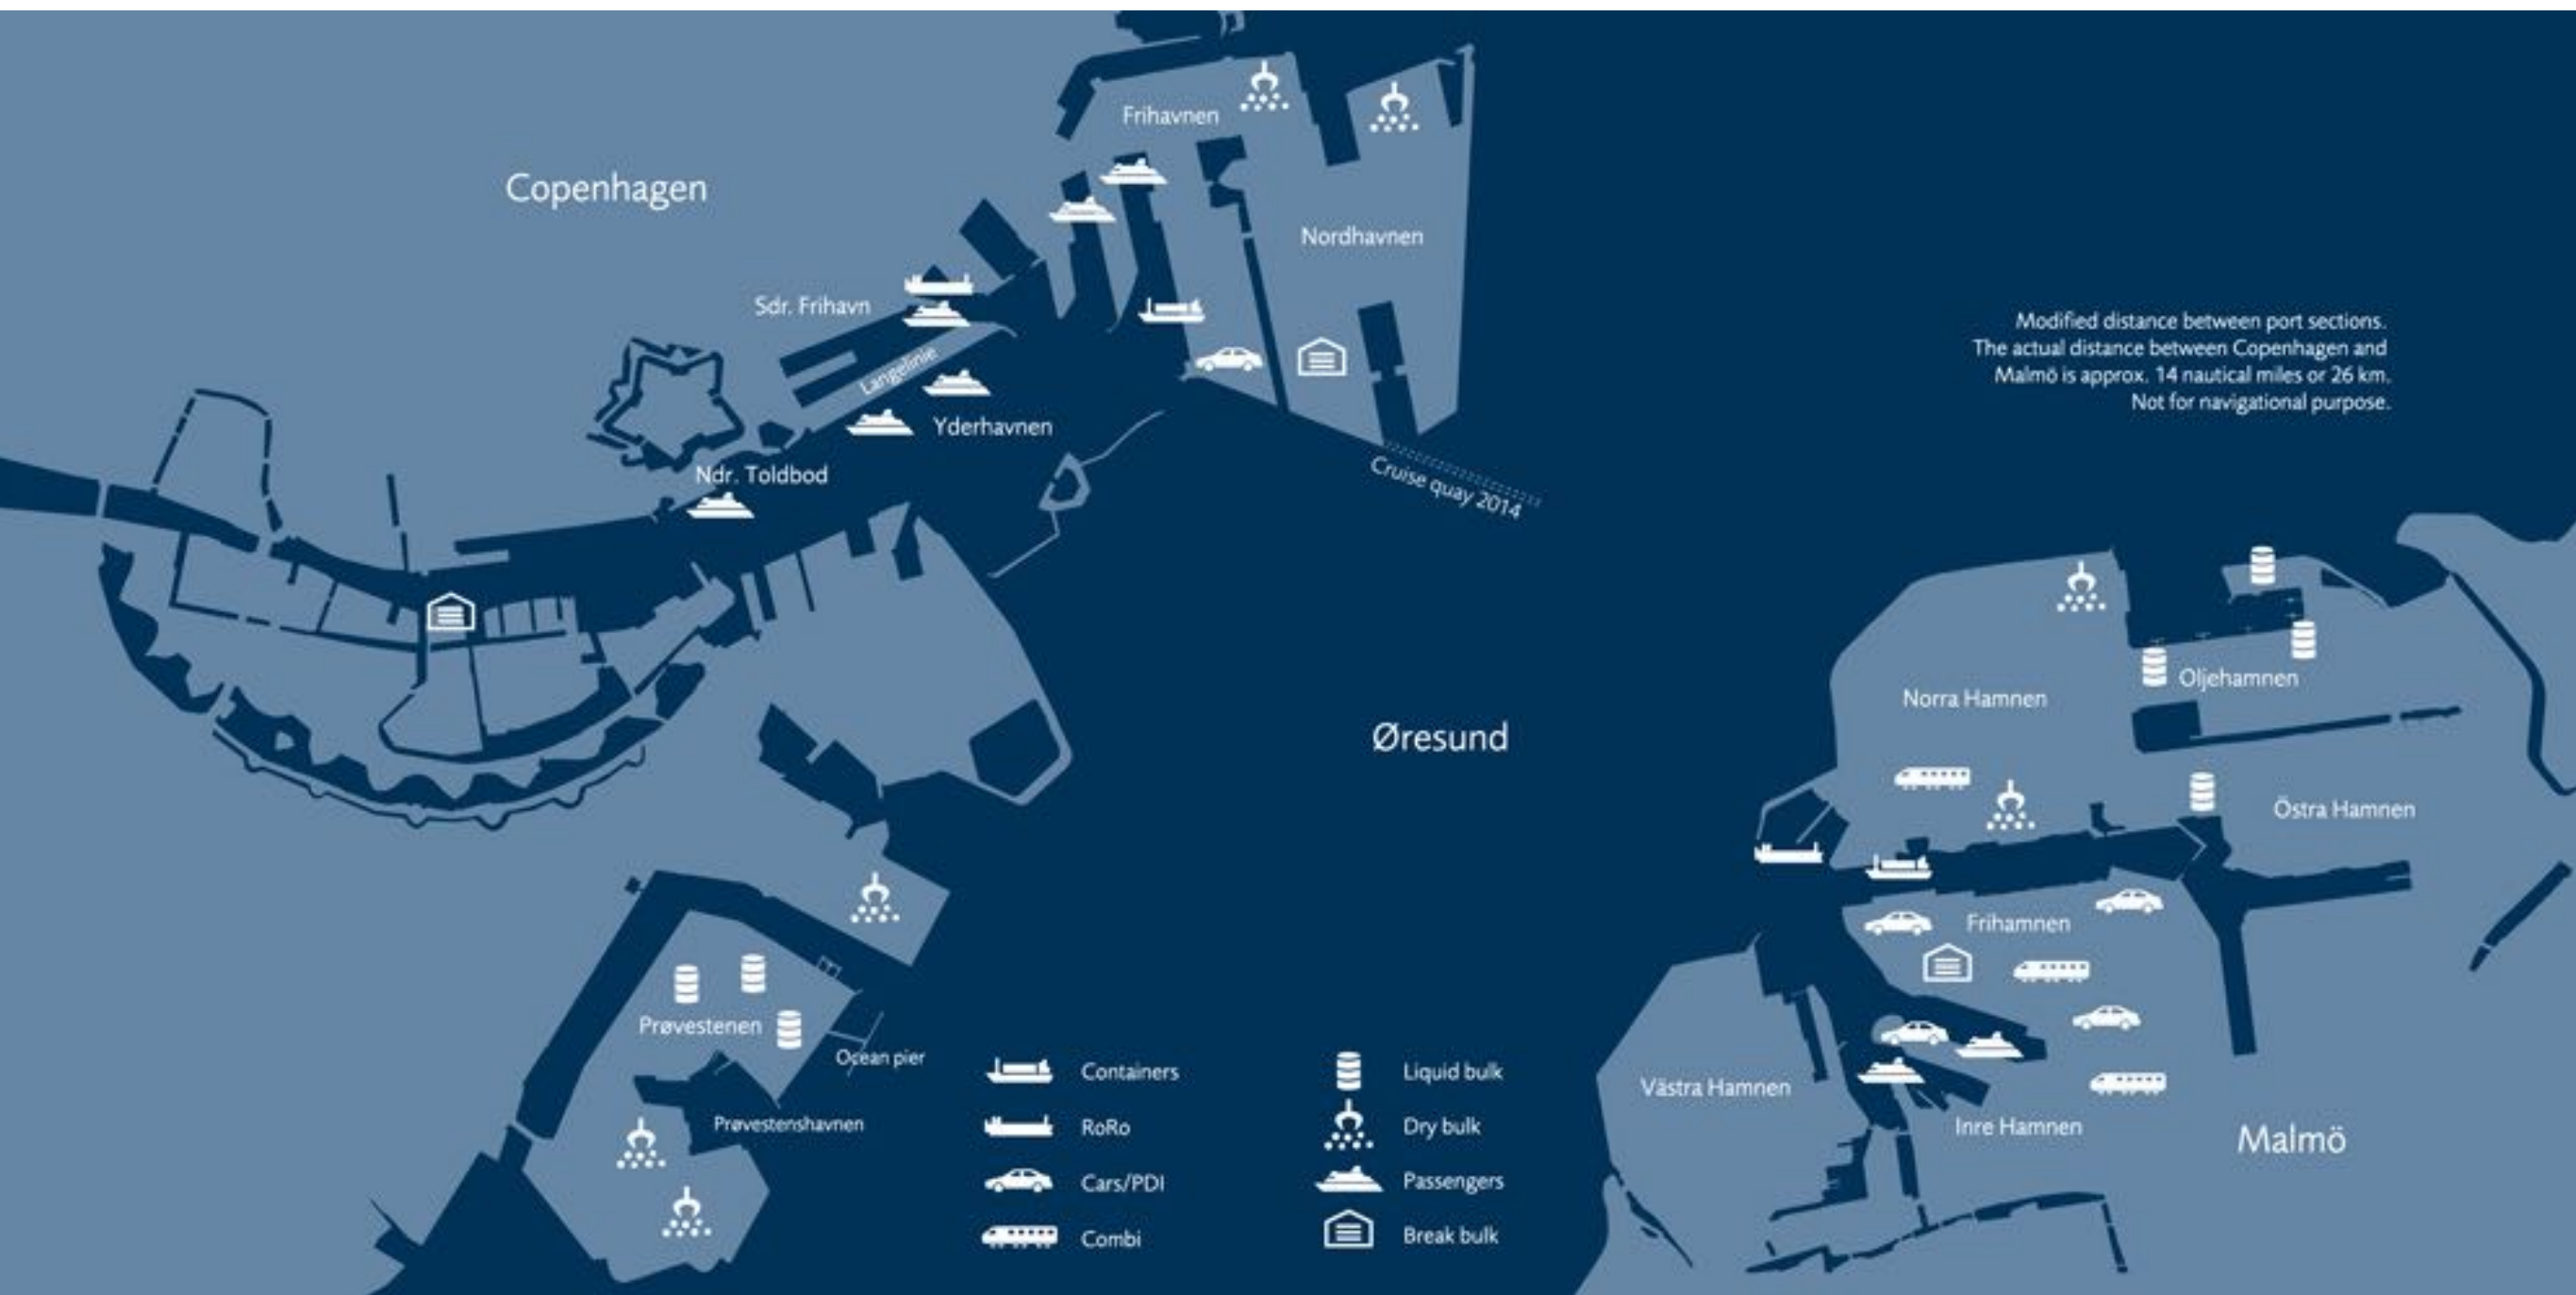 Frihavnen
Copenhagen
Nordhavnen
Sdr. Frihavn
Langelinie
Yderhavnen
Ndr. Toldbod
Cruise quay 2014
Modified distance between port sections.
The actual distance between Copenhagen and
Malmö is approx. 14 nautical miles or 26 km.
Not for navigational purpose.
Øresund
Oljehamnen
Norra Hamnen
Östra Hamnen
Frihamnen
Västra Hamnen
Inre Hamnen
Malmö
Prøvestenen
Ocean pier
Prøvestenshavnen
Containers
RoRo
Cars/PDI
Combi
Liquid bulk
Dry bulk
Passengers
Break bulk